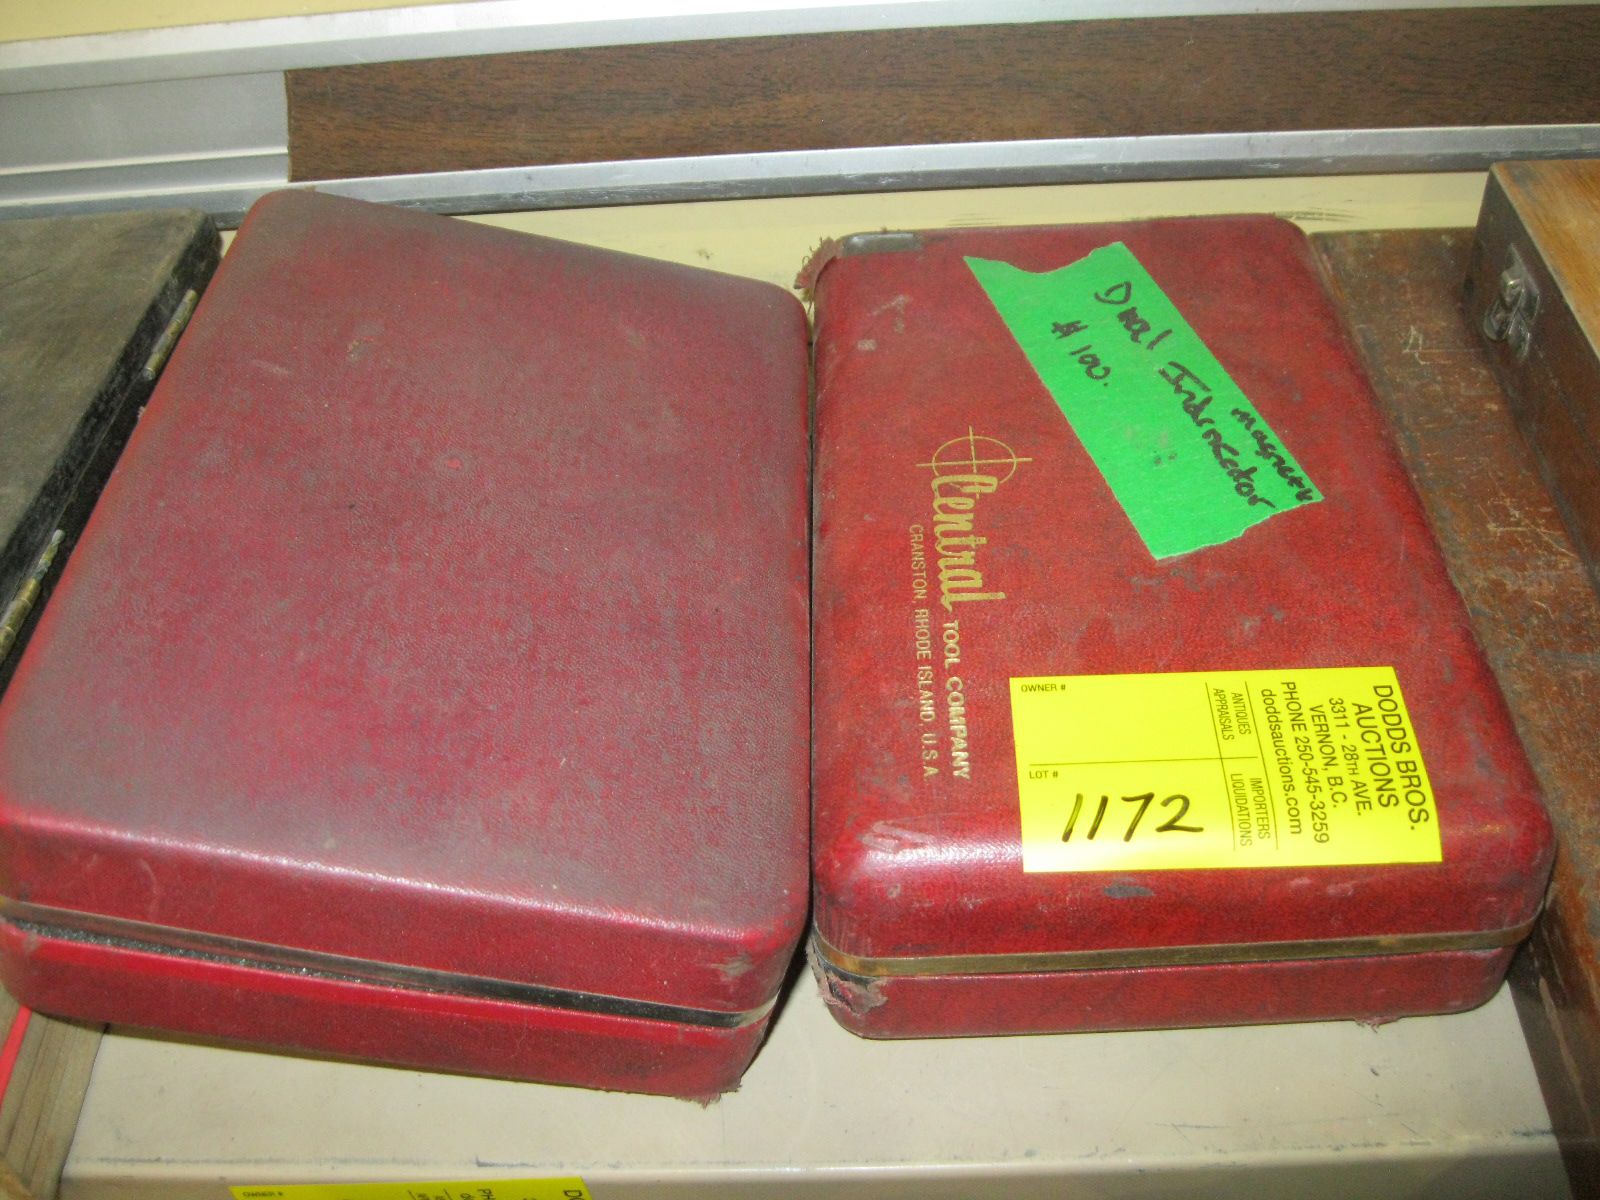 magnetic
Dial Indicator
$100.
Central TOOL COMPANY
CRANSTON, RHODE ISLAND, U.S.A.
DODDS BROS.
AUCTIONS
3311 - 28TH AVE.
VERNON, B.C.
PHONE 250-545-3259
doddsauctions.com
ANTIQUES
APPRAISALS
IMPORTERS
LIQUIDATIONS
OWNER #
LOT #
1172
OWNER #